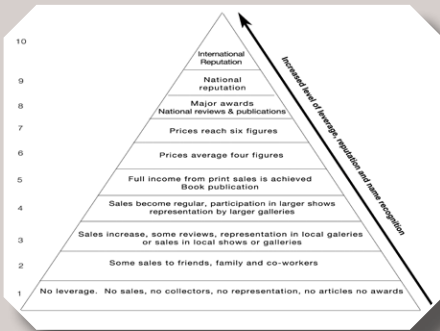 10
International
Reputation
9
National
reputation
8
Major awards
National reviews & publications
7
Prices reach six figures
6
Prices average four figures
5
Full income from print sales is achieved
Book publication
4
Sales become regular, participation in larger shows
representation by larger galleries
3
Sales increase, some reviews, representation in local galeries
or sales in local shows or galleries
2
Some sales to friends, family and co-workers
1
No leverage. No sales, no collectors, no representation, no articles no awards
Increased level of leverage, reputation and name recognition